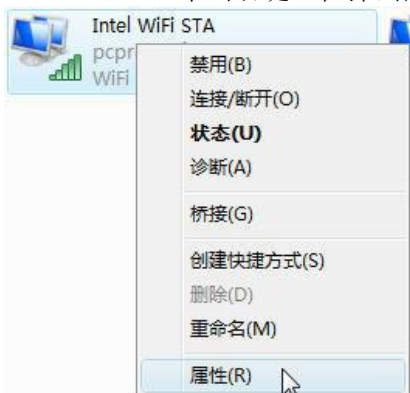 Intel WiFi STA
WiFi
禁用(B)
连接/断开(O)
状态(U)
诊断(A)
桥接(G)
创建快捷方式(S)
删除(D)
重命名(M)
属性(R)